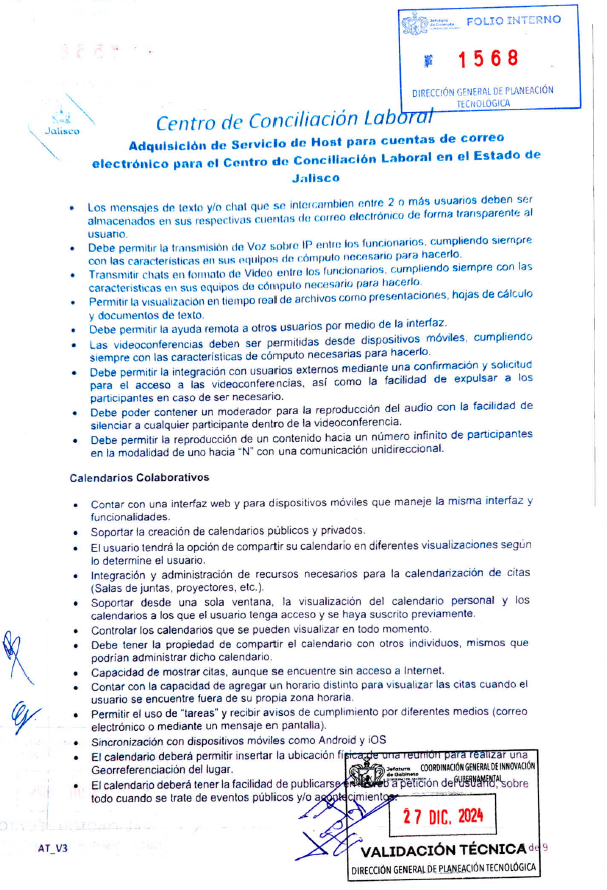 Jefatura
de Gabinete
FOLIO INTERNO
Nº 1568
DIRECCIÓN GENERAL DE PLANEACIÓN
TECNOLÓGICA
Jalisco
Centro de Conciliación Laboral
Adquisición de Servicio de Host para cuentas de correo
electrónico para el Centro de Conciliación Laboral en el Estado de
Jalisco
• Los mensajes de texto y/o chat que se intercambien entre 2 o más usuarios deben ser
almacenados en sus respectivas cuentas de correo electrónico de forma transparente al
usuario.
• Debe permitir la transmisión de Voz sobre IP entre los funcionarios, cumpliendo siempre
con las características en sus equipos de cómputo necesario para hacerlo.
• Transmitir chats en formato de Video entre los funcionarios, cumpliendo siempre con las
características en sus equipos de cómputo necesario para hacerlo.
• Permitir la visualización en tiempo real de archivos como presentaciones, hojas de cálculo
y documentos de texto.
• Debe permitir la ayuda remota a otros usuarios por medio de la interfaz.
• Las videoconferencias deben ser permitidas desde dispositivos móviles, cumpliendo
siempre con las características de cómputo necesarias para hacerlo.
• Debe permitir la integración con usuarios externos mediante una confirmación y solicitud
para el acceso a las videoconferencias, así como la facilidad de expulsar a los
participantes en caso de ser necesario.
• Debe poder contener un moderador para la reproducción del audio con la facilidad de
silenciar a cualquier participante dentro de la videoconferencia.
• Debe permitir la reproducción de un contenido hacia un número infinito de participantes
en la modalidad de uno hacia “N” con una comunicación unidireccional.
Calendarios Colaborativos
• Contar con una interfaz web y para dispositivos móviles que maneje la misma interfaz y
funcionalidades.
• Soportar la creación de calendarios públicos y privados.
• El usuario tendrá la opción de compartir su calendario en diferentes visualizaciones según
lo determine el usuario.
• Integración y administración de recursos necesarios para la calendarización de citas
(Salas de juntas, proyectores, etc.).
• Soportar desde una sola ventana, la visualización del calendario personal y los
calendarios a los que el usuario tenga acceso y se haya suscrito previamente.
• Controlar los calendarios que se pueden visualizar en todo momento.
• Debe tener la propiedad de compartir el calendario con otros individuos, mismos que
podrían administrar dicho calendario.
• Capacidad de mostrar citas, aunque se encuentre sin acceso a Internet.
• Contar con la capacidad de agregar un horario distinto para visualizar las citas cuando el
usuario se encuentre fuera de su propia zona horaria.
• Permitir el uso de “tareas” y recibir avisos de cumplimiento por diferentes medios (correo
electrónico o mediante un mensaje en pantalla).
• Sincronización con dispositivos móviles como Android y iOS
• El calendario deberá permitir insertar la ubicación física de una reunión para realizar una
Georreferenciación del lugar.
• El calendario deberá tener la facilidad de publicarse en la web a petición del usuario, sobre
todo cuando se trate de eventos públicos y/o acontecimientos.
Jefatura
de Gabinete
COORDINACIÓN GENERAL DE INNOVACIÓN
GUBERNAMENTAL
27 DIC. 2024
VALIDACIÓN TÉCNICA
DIRECCIÓN GENERAL DE PLANEACIÓN TECNOLÓGICA
AT_V3
de 9